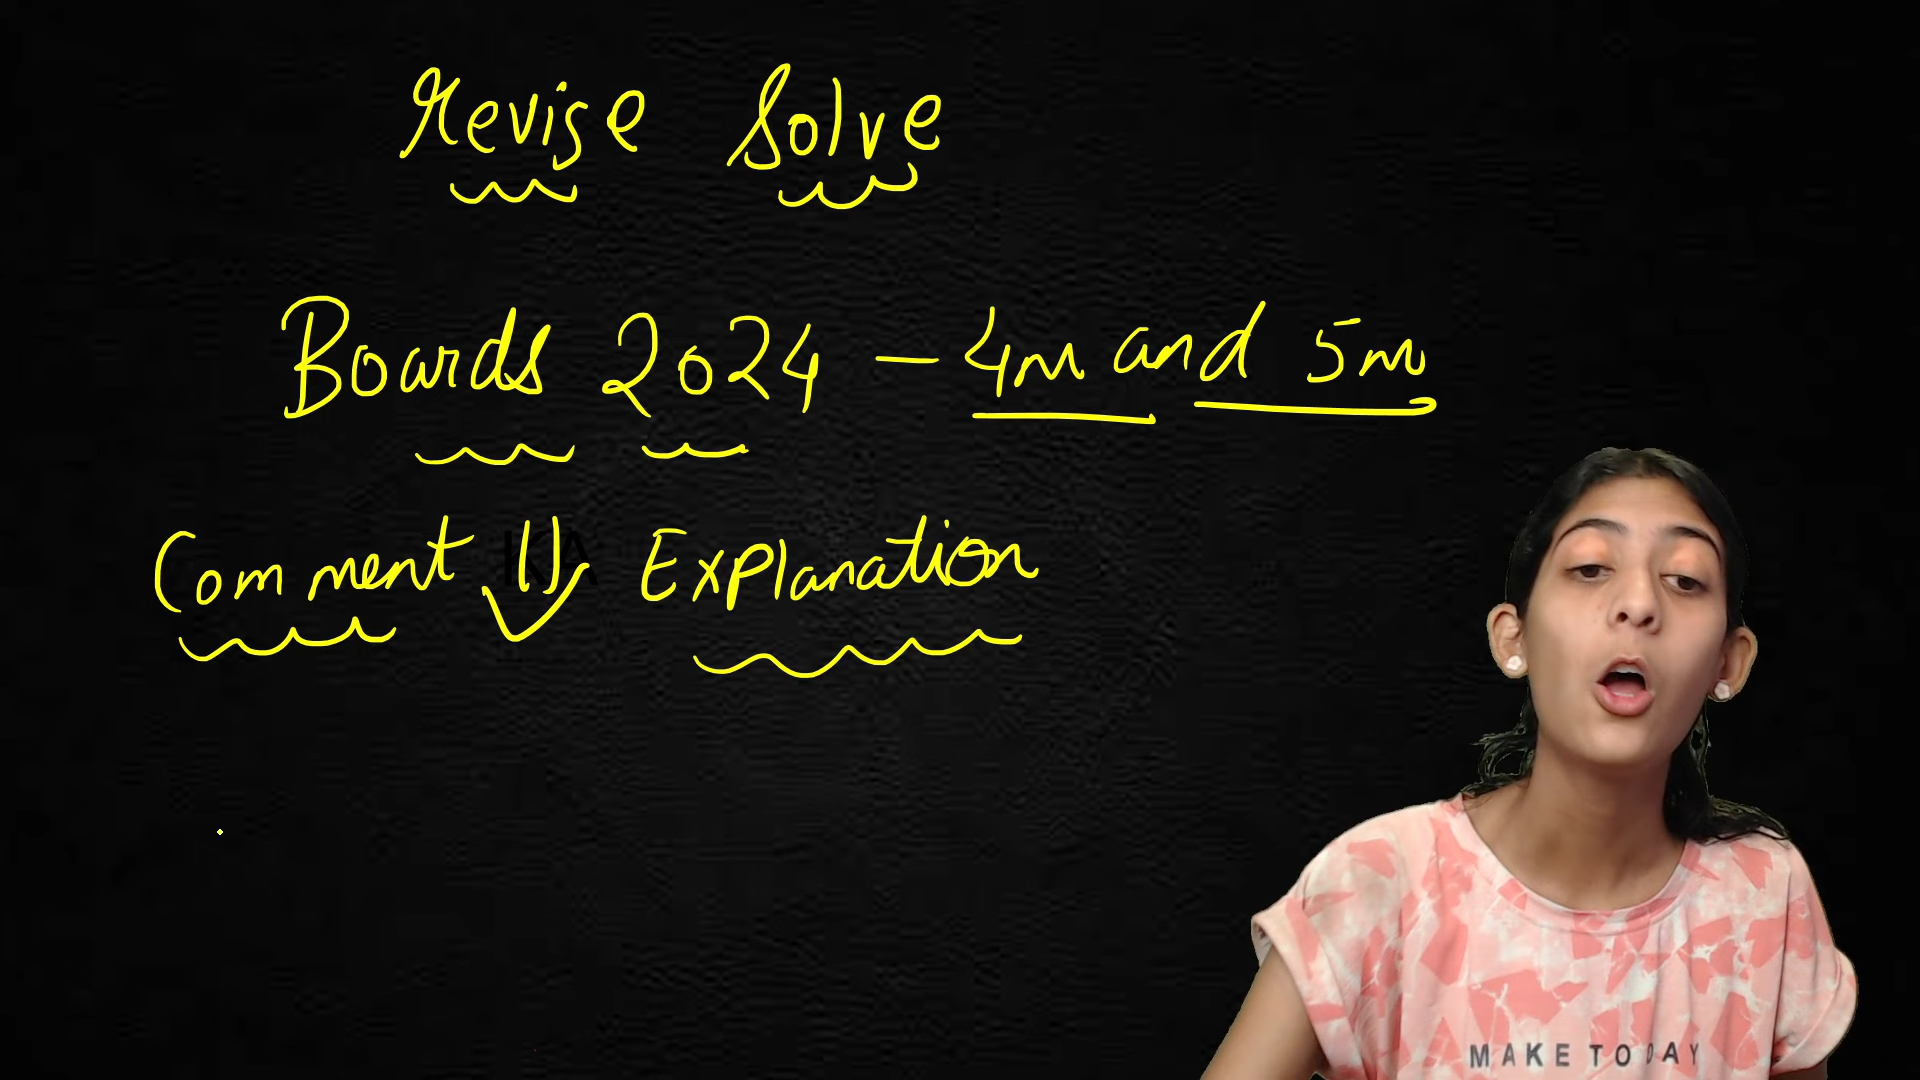 Revise Solve
Boards 2024 – 4m and 5m
Comment Explanation
MAKE TODAY